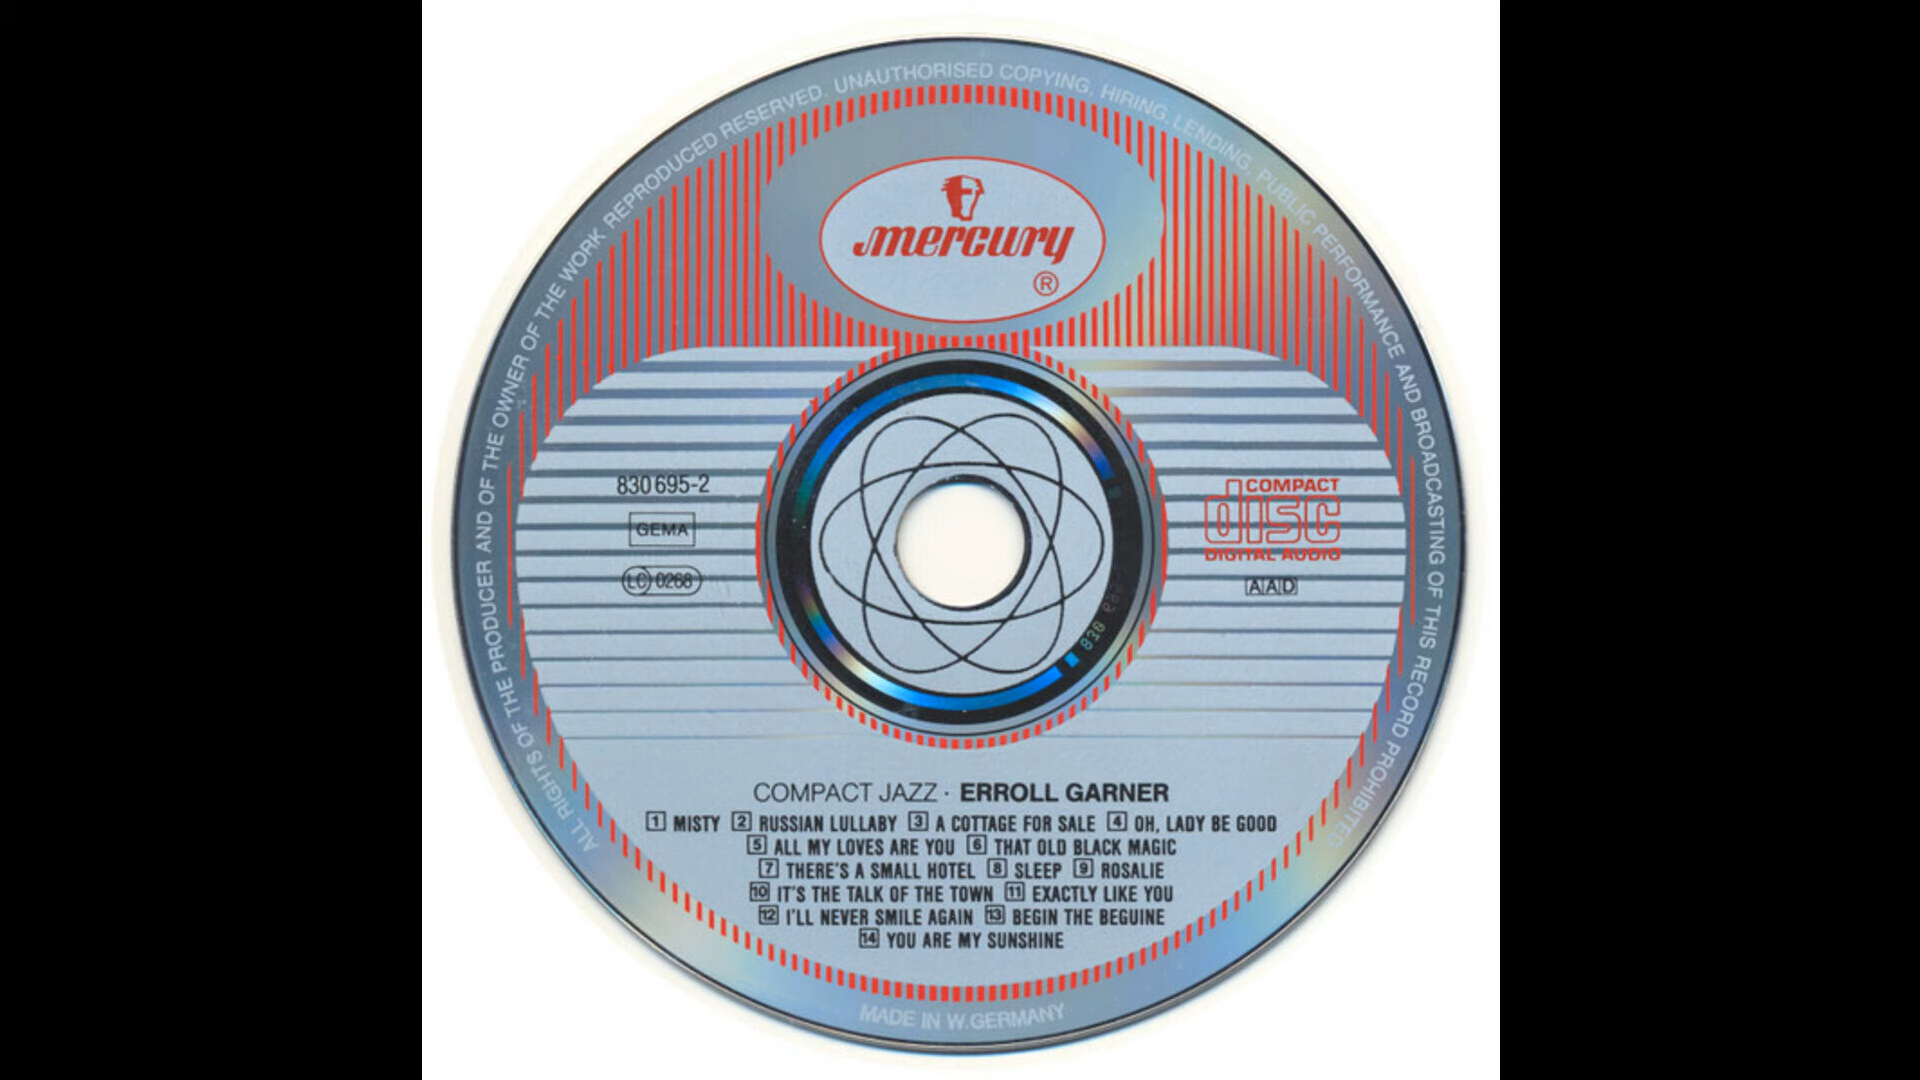 ALL RIGHTS OF THE PRODUCER AND OF THE OWNER OF THE WORK REPRODUCED RESERVED. UNAUTHORISED COPYING, HIRING, LENDING, PUBLIC PERFORMANCE AND BROADCASTING OF THIS RECORD PROHIBITED
mercury
®
830 695-2
GEMA
LC 0268
COMPACT
disc
DIGITAL AUDIO
AAD
830
COMPACT JAZZ · ERROLL GARNER
1 MISTY 2 RUSSIAN LULLABY 3 A COTTAGE FOR SALE 4 OH, LADY BE GOOD
5 ALL MY LOVES ARE YOU 6 THAT OLD BLACK MAGIC
7 THERE'S A SMALL HOTEL 8 SLEEP 9 ROSALIE
10 IT'S THE TALK OF THE TOWN 11 EXACTLY LIKE YOU
12 I'LL NEVER SMILE AGAIN 13 BEGIN THE BEGUINE
14 YOU ARE MY SUNSHINE
MADE IN W.GERMANY